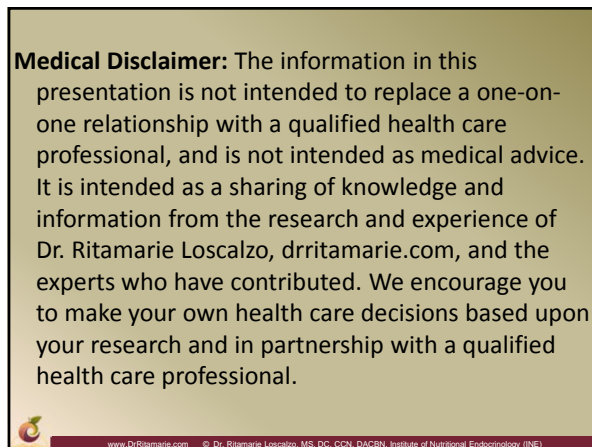 Medical Disclaimer: The information in this
presentation is not intended to replace a one-on-
one relationship with a qualified health care
professional, and is not intended as medical advice.
It is intended as a sharing of knowledge and
information from the research and experience of
Dr. Ritamarie Loscalzo, drritamarie.com, and the
experts who have contributed. We encourage you
to make your own health care decisions based upon
your research and in partnership with a qualified
health care professional.
www.DrRitamarie.com © Dr. Ritamarie Loscalzo, MS, DC, CCN, DACBN, Institute of Nutritional Endocrinology (INE)